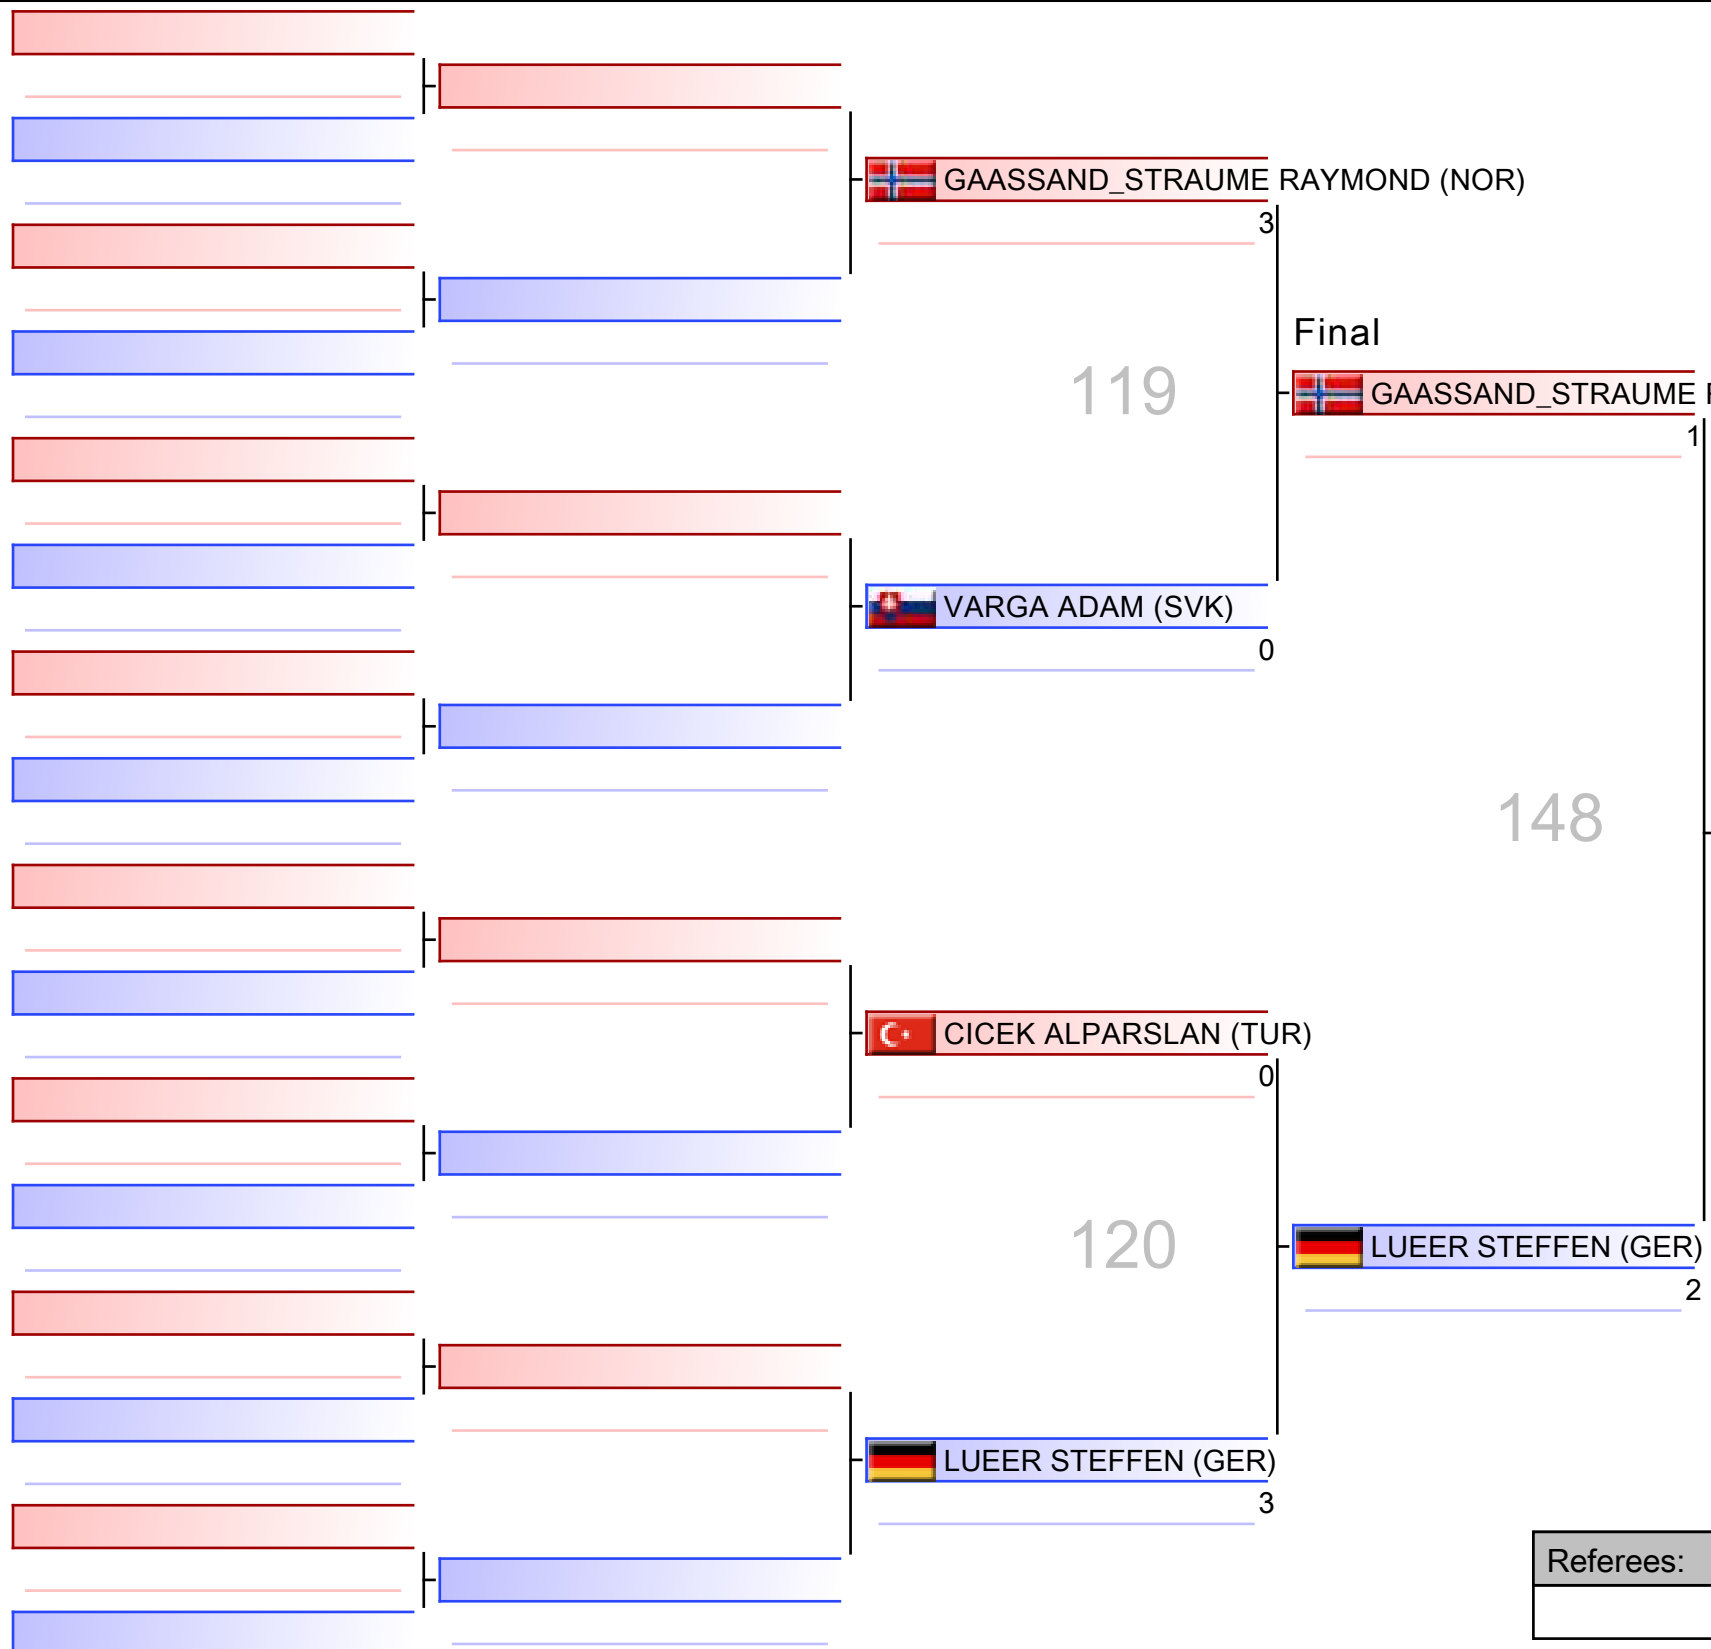 GAASSAND_STRAUME RAYMOND (NOR)
3
Final
119
GAASSAND_STRAUME
1
VARGA ADAM (SVK)
0
148
CICEK ALPARSLAN (TUR)
0
120
LUEER STEFFEN (GER)
2
LUEER STEFFEN (GER)
3
Referees: